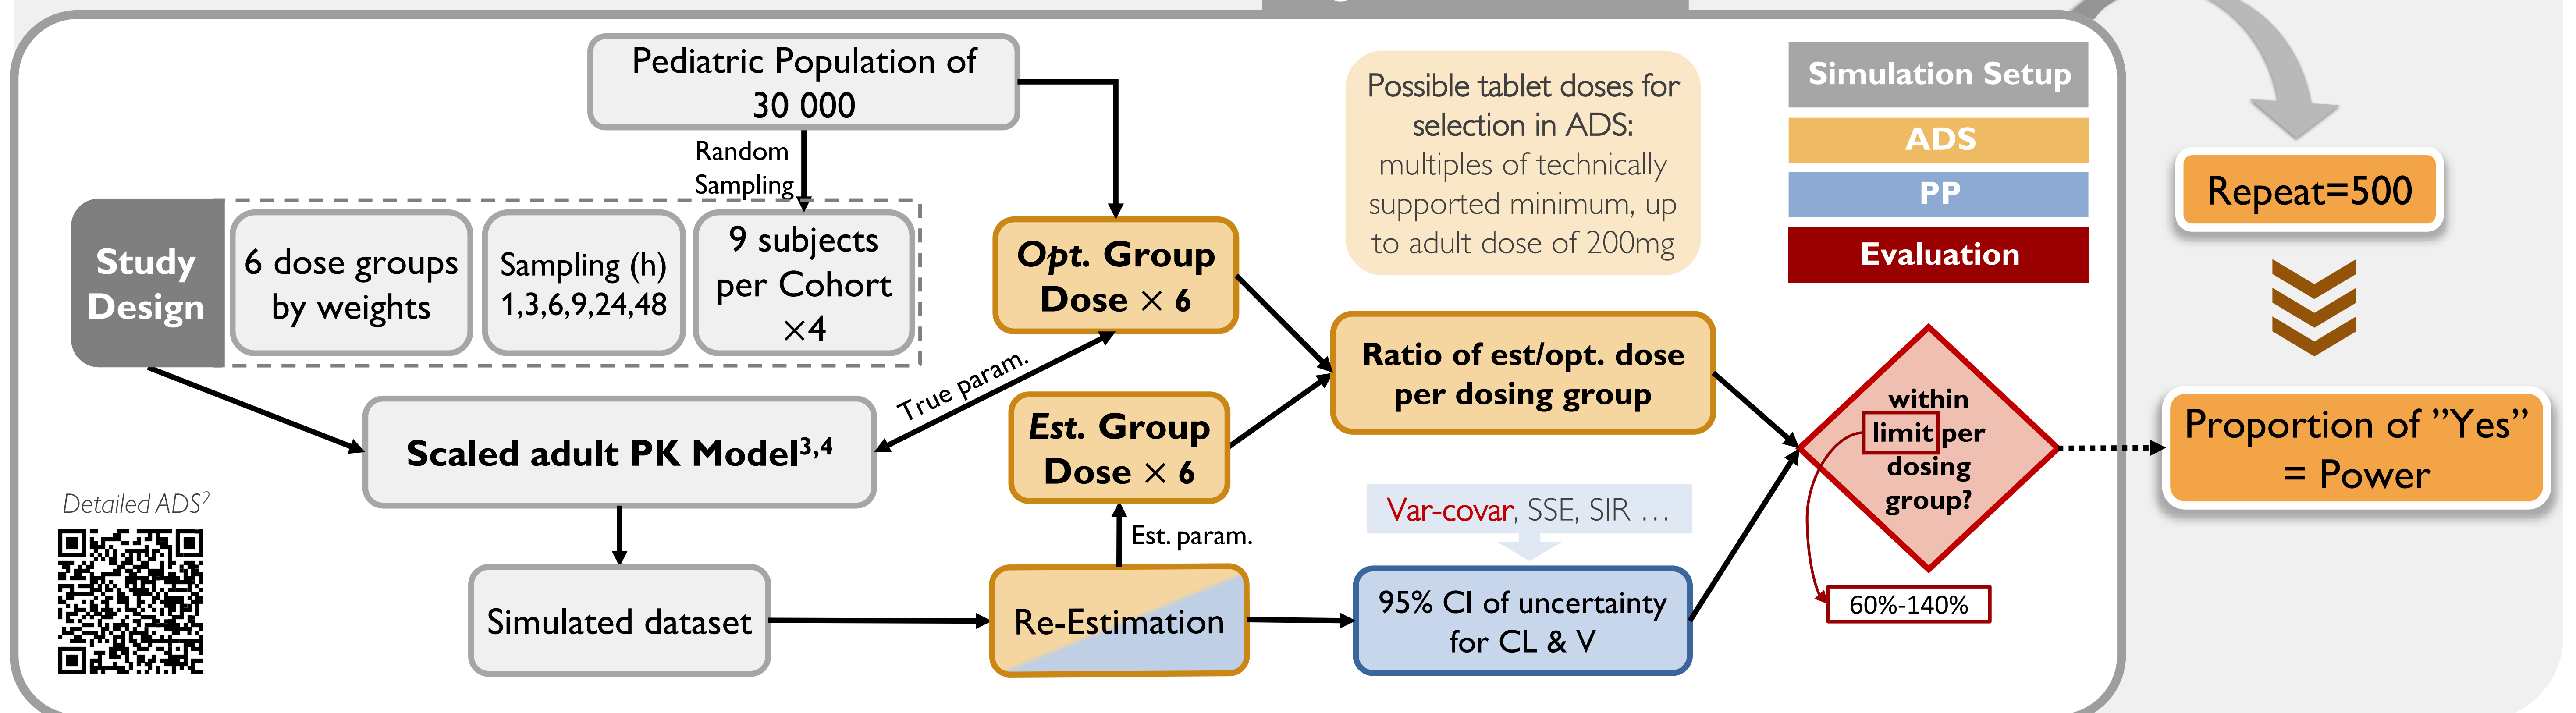 Pediatric Population of
30 000
Random
Sampling
Study
Design
6 dose groups
by weights
Sampling (h)
1,3,6,9,24,48
9 subjects
per Cohort
×4
Opt. Group
Dose × 6
True param.
Scaled adult PK Model3,4
Est. Group
Dose × 6
Est. param.
Detailed ADS2
Simulated dataset
Re-Estimation
Possible tablet doses for
selection in ADS:
multiples of technically
supported minimum, up
to adult dose of 200mg
Ratio of est/opt. dose
per dosing group
Var-covar, SSE, SIR ...
95% CI of uncertainty
for CL & V
Simulation Setup
ADS
PP
Evaluation
within
limit per
dosing
group?
60%-140%
Repeat=500
Proportion of ”Yes”
= Power